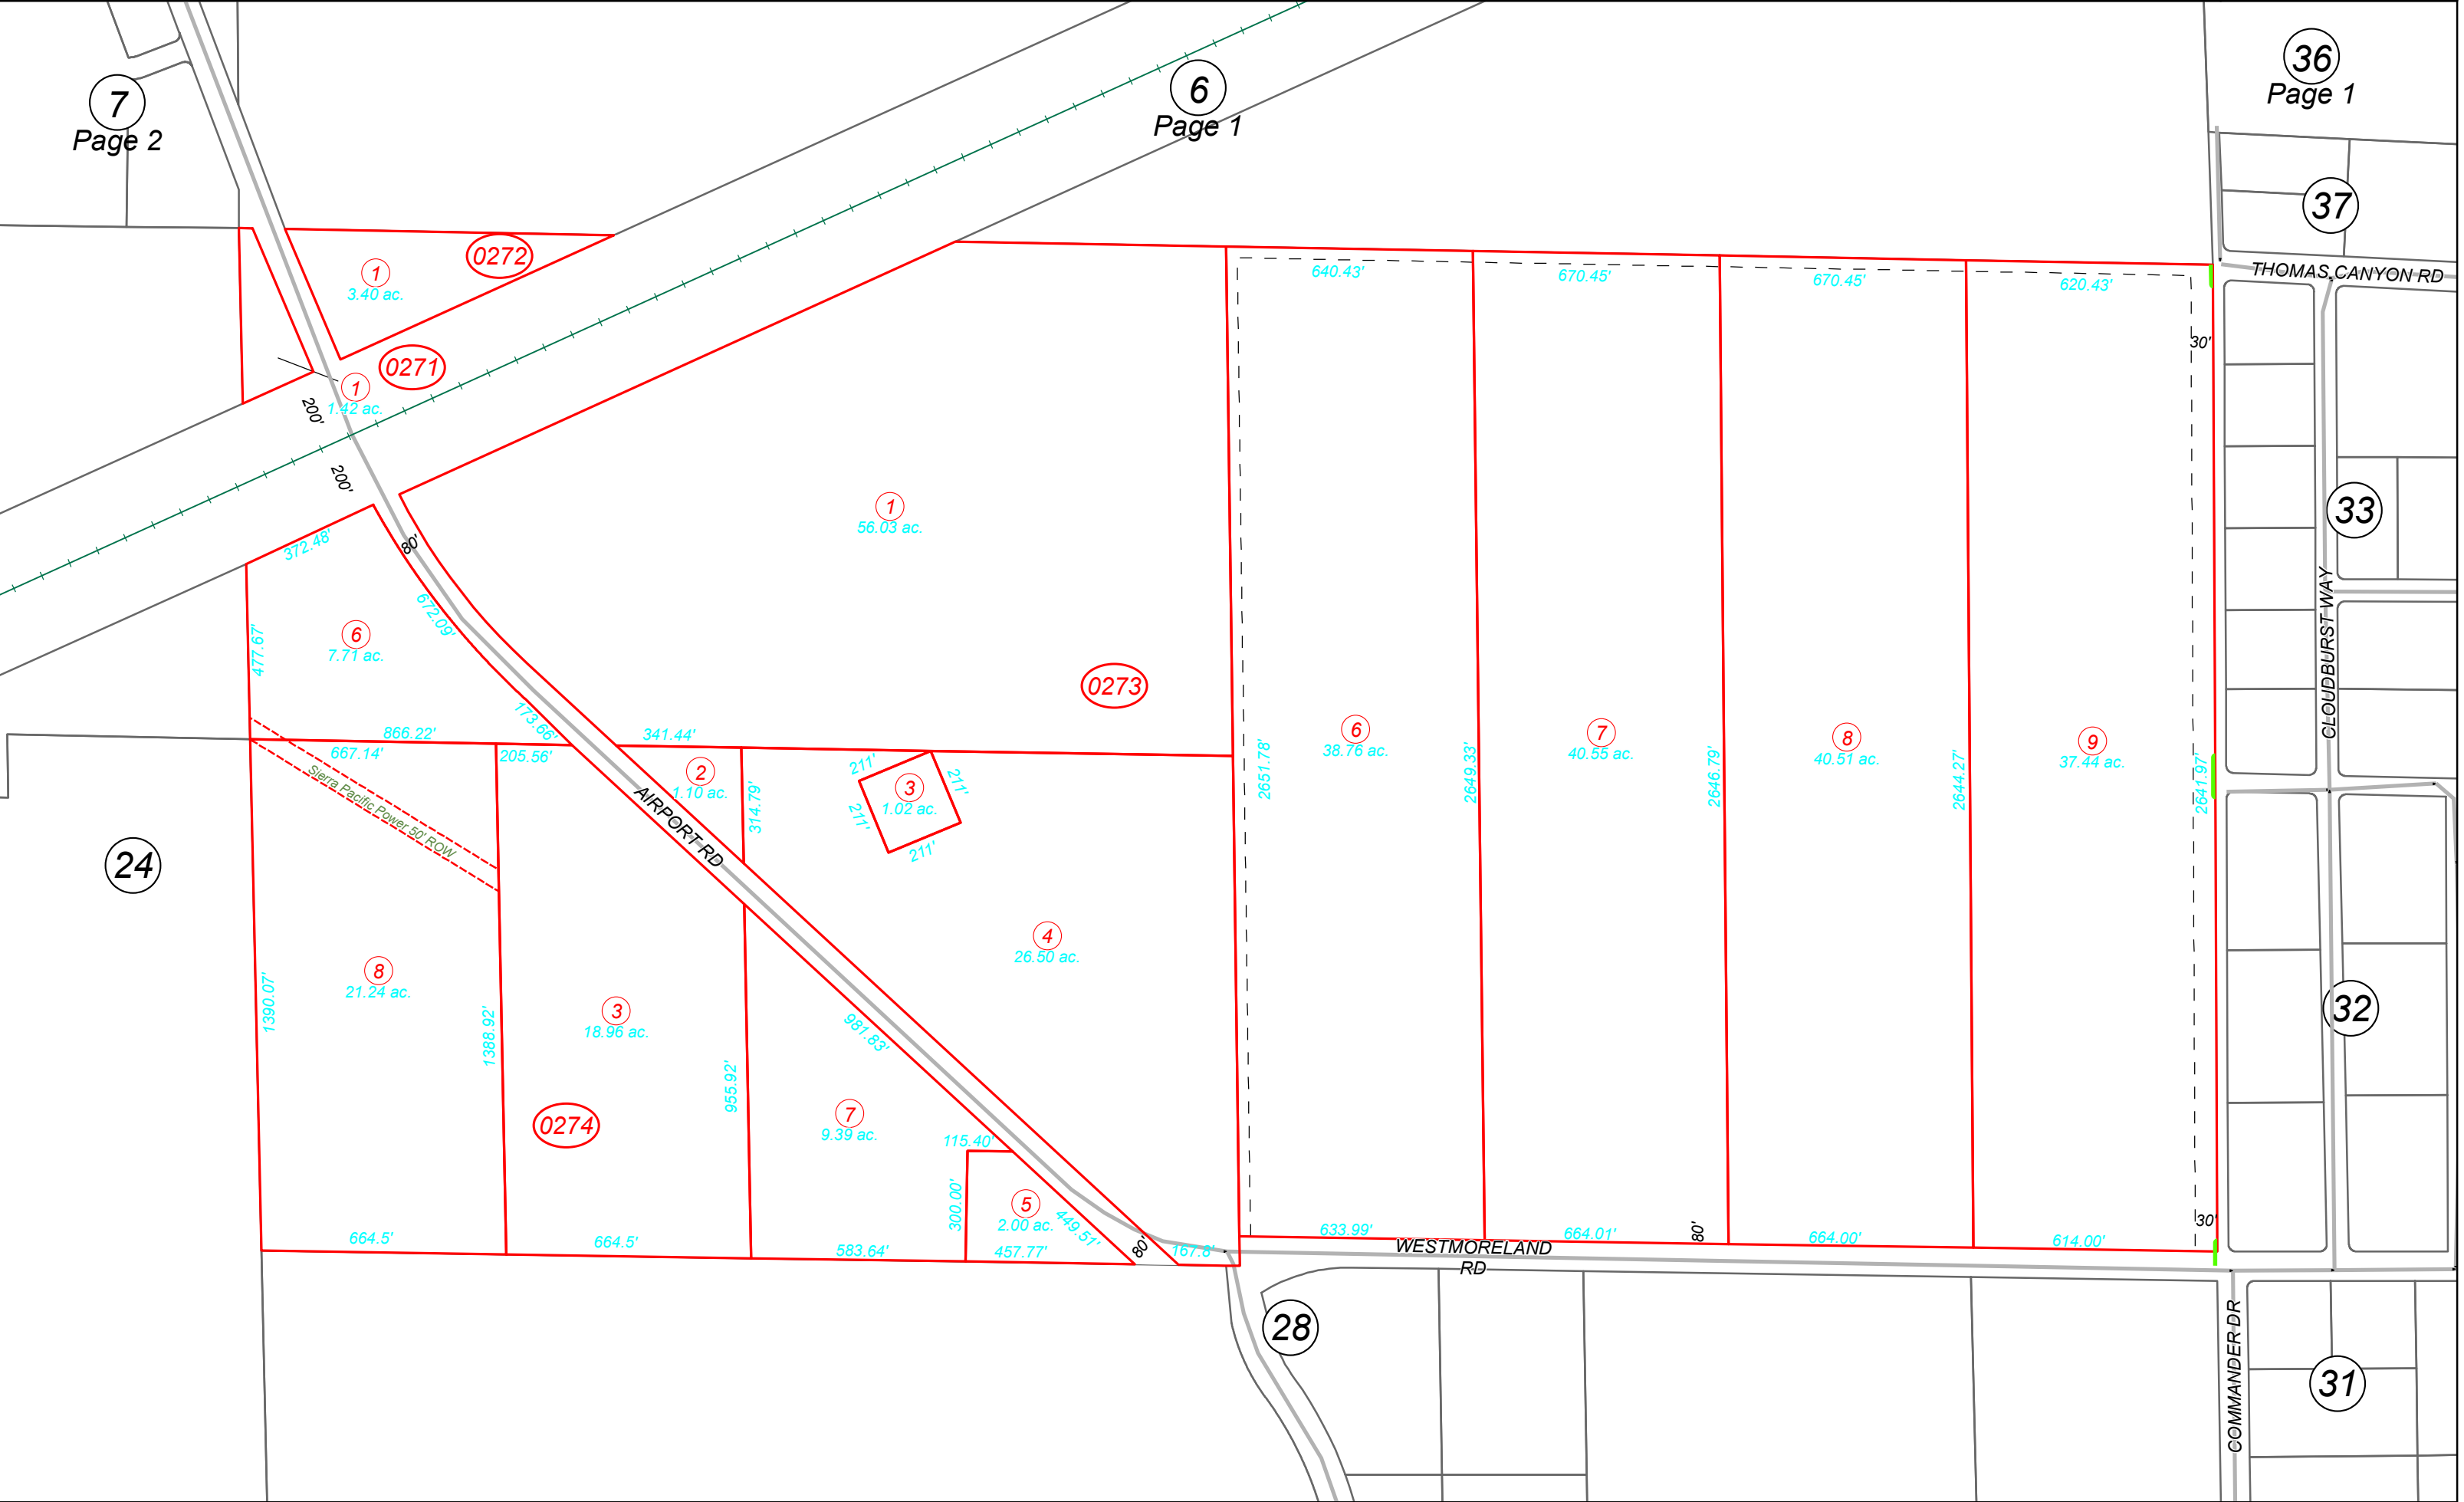 7
Page 2
6
Page 1
36
Page 1
37
THOMAS CANYON RD
0272
1
3.40 ac.
640.43'
670.45'
670.45'
620.43'
30'
0271
1
1.42 ac.
200'
200'
80'
372.48'
672.09'
477.67'
6
7.71 ac.
1
56.03 ac.
33
CLOUDBURST WAY
0273
866.22'
173.66'
341.44'
667.14'
205.56'
Sierra Pacific Power 50' ROW
2
1.10 ac.
314.79'
AIRPORT RD
211'
211'
211'
211'
3
1.02 ac.
2651.78'
6
38.76 ac.
2649.33'
7
40.55 ac.
2646.79'
8
40.51 ac.
2644.27'
9
37.44 ac.
2641.97'
24
4
26.50 ac.
8
21.24 ac.
1390.07'
1388.92'
3
18.96 ac.
981.83'
955.92'
32
0274
7
9.39 ac.
115.40'
300.00'
5
2.00 ac.
449.51'
80'
664.5'
664.5'
583.64'
457.77'
167.8'
633.99'
664.01'
80'
664.00'
614.00'
30'
WESTMORELAND
RD
28
COMMANDER DR
31